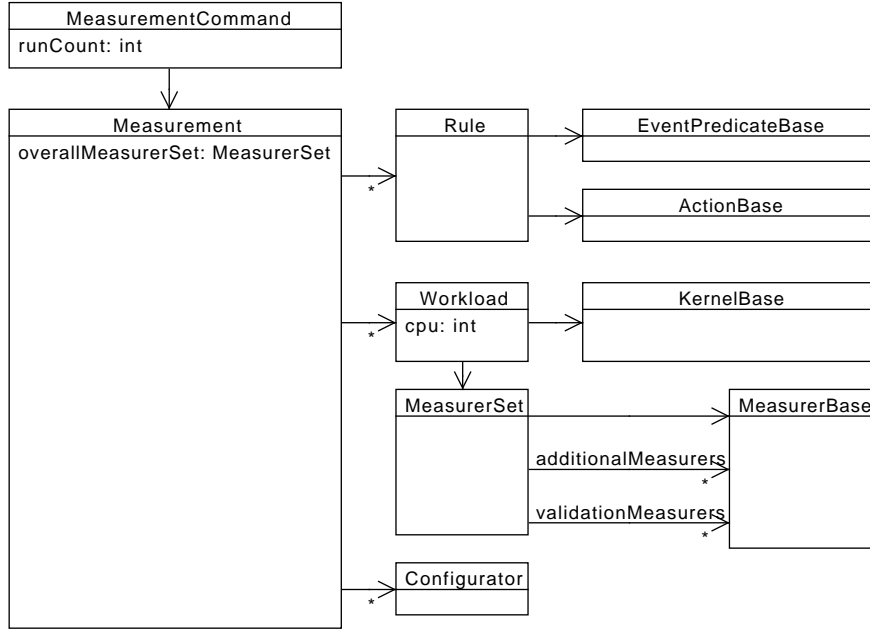 MeasurementCommand
runCount: int
Measurement
overallMeasurerSet: MeasurerSet
*
Rule
EventPredicateBase
ActionBase
*
Workload
cpu: int
KernelBase
MeasurerSet
MeasurerBase
additionalMeasurers
*
validationMeasurers
*
*
Configurator